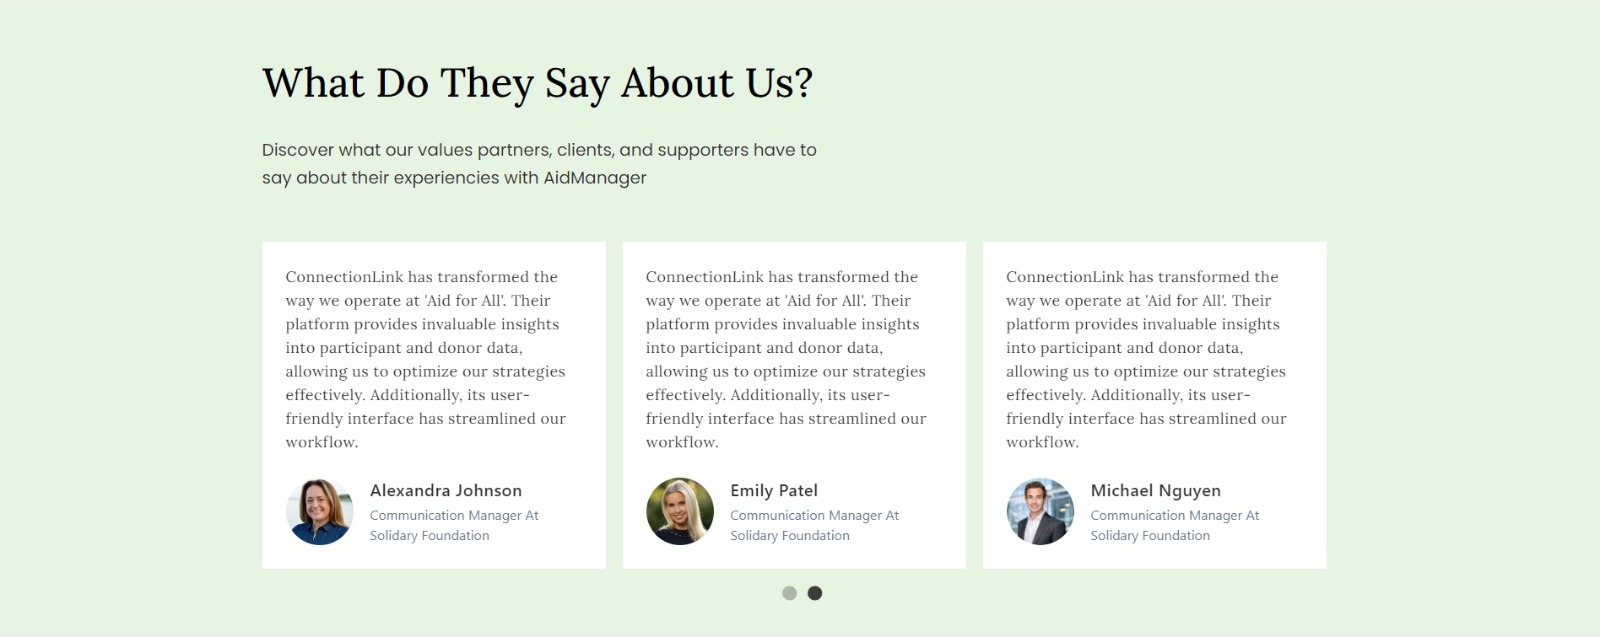 What Do They Say About Us?
Discover what our values partners, clients, and supporters have to
say about their experiencies with AidManager
ConnectionLink has transformed the
way we operate at 'Aid for All'. Their
platform provides invaluable insights
into participant and donor data,
allowing us to optimize our strategies
effectively. Additionally, its user-
friendly interface has streamlined our
workflow.
Alexandra Johnson
Communication Manager At
Solidary Foundation
ConnectionLink has transformed the
way we operate at 'Aid for All'. Their
platform provides invaluable insights
into participant and donor data,
allowing us to optimize our strategies
effectively. Additionally, its user-
friendly interface has streamlined our
workflow.
Emily Patel
Communication Manager At
Solidary Foundation
ConnectionLink has transformed the
way we operate at 'Aid for All'. Their
platform provides invaluable insights
into participant and donor data,
allowing us to optimize our strategies
effectively. Additionally, its user-
friendly interface has streamlined our
workflow.
Michael Nguyen
Communication Manager At
Solidary Foundation